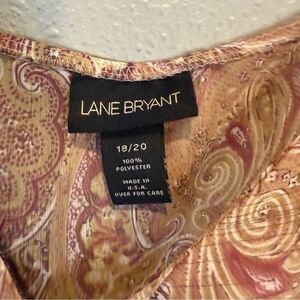 LANE BRYANT
18/20
100%
POLYESTER
MADE IN
U.S.A.
OVER FOR CARE